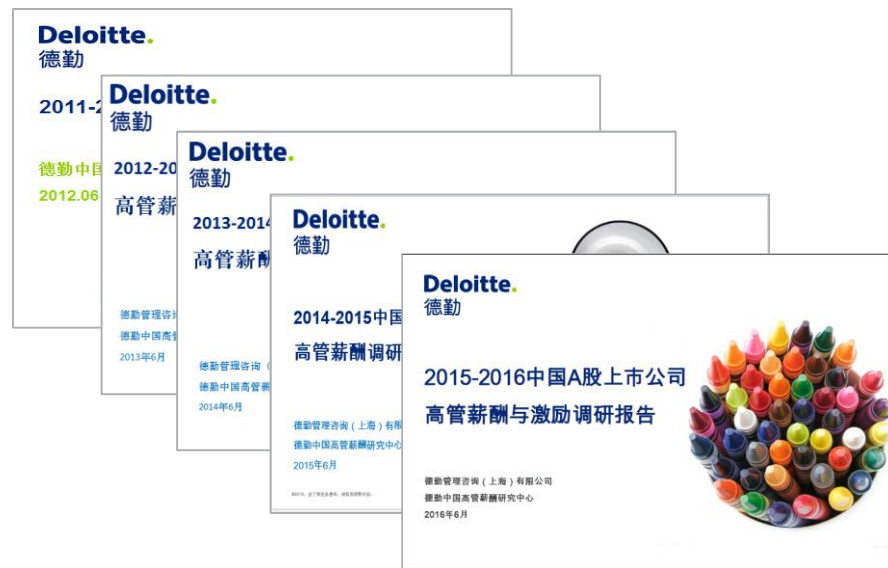 Deloitte.
德勤
2011-2
德勤中国
2012.06
Deloitte.
德勤
2012-20
高管薪
德勤管理咨询
德勤中国高管
2013年6月
Deloitte.
德勤
2013-2014
高管薪酬
德勤管理咨询（
德勤中国高管薪
2014年6月
Deloitte.
德勤
2014-2015中国
高管薪酬调研
德勤管理咨询（上海）有限
德勤中国高管薪酬研究中心
2015年6月
Deloitte.
德勤
2015-2016中国A股上市公司
高管薪酬与激励调研报告
德勤管理咨询（上海）有限公司
德勤中国高管薪酬研究中心
2016年6月